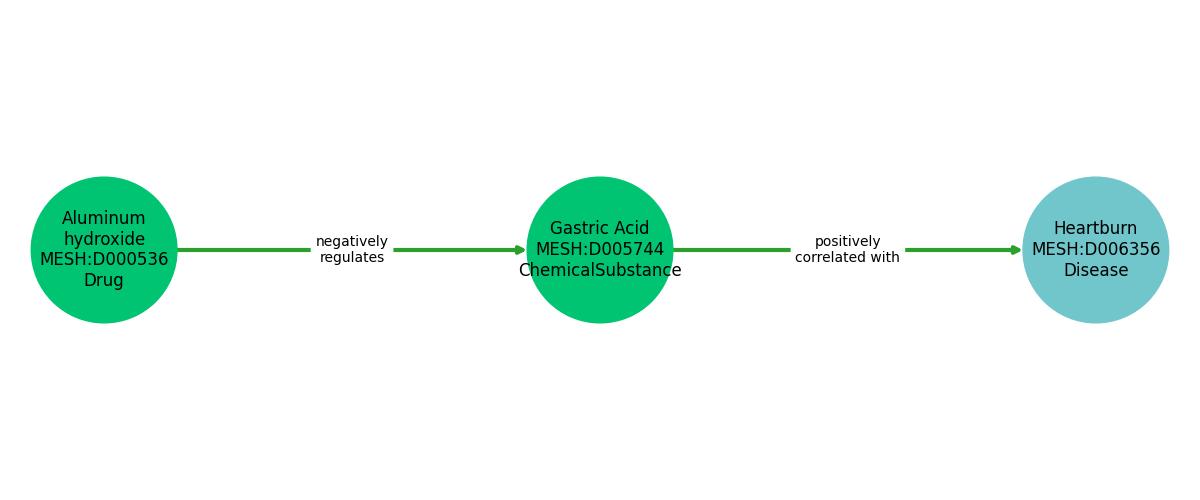 Aluminum
hydroxide
MESH:D000536
Drug
negatively
regulates
Gastric Acid
MESH:D005744
ChemicalSubstance
positively
correlated with
Heartburn
MESH:D006356
Disease